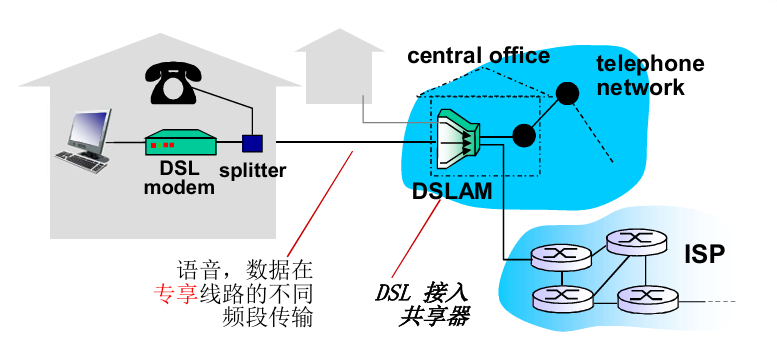 central office
telephone
network
DSL
modem
splitter
DSLAM
ISP
语音，数据在
专享线路的不同
频段传输
DSL 接入
共享器